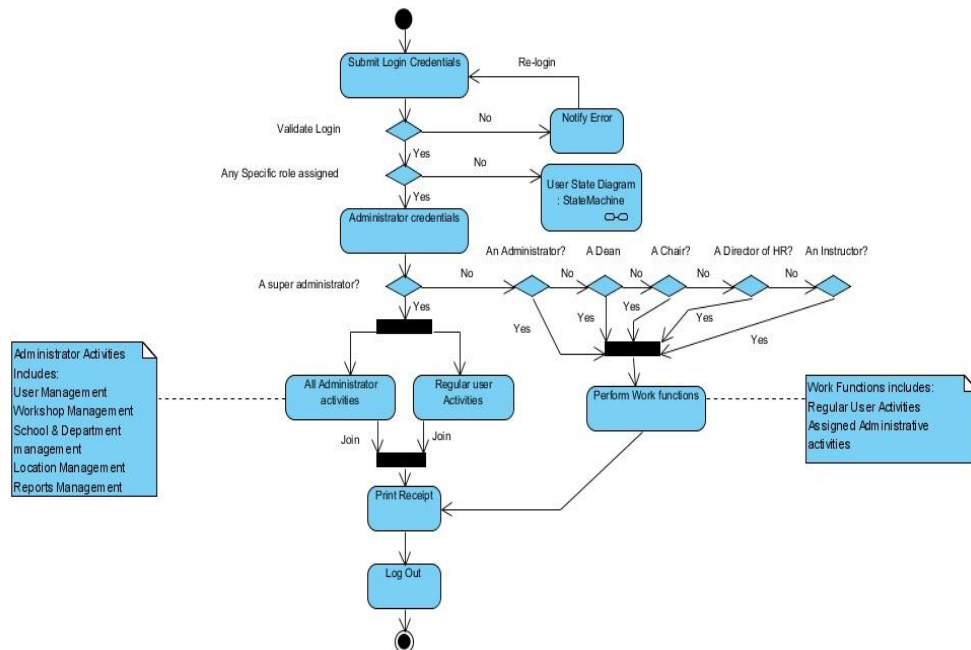 Submit Login Credentials
Re-login
Validate Login
No
Notify Error
Yes
Any Specific role assigned
No
User State Diagram
: StateMachine
Yes
Administrator credentials
An Administrator?
A Dean
A Chair?
A Director of HR?
An Instructor?
A super administrator?
No
No
No
No
No
Yes
Yes
Yes
Yes
Yes
Yes
Administrator Activities
Includes:
User Management
Workshop Management
School & Department
management
Location Management
Reports Management
All Administrator
activities
Regular user
Activities
Perform Work functions
Work Functions includes:
Regular User Activities
Assigned Administrative
activities
Join
Join
Print Receipt
Log Out